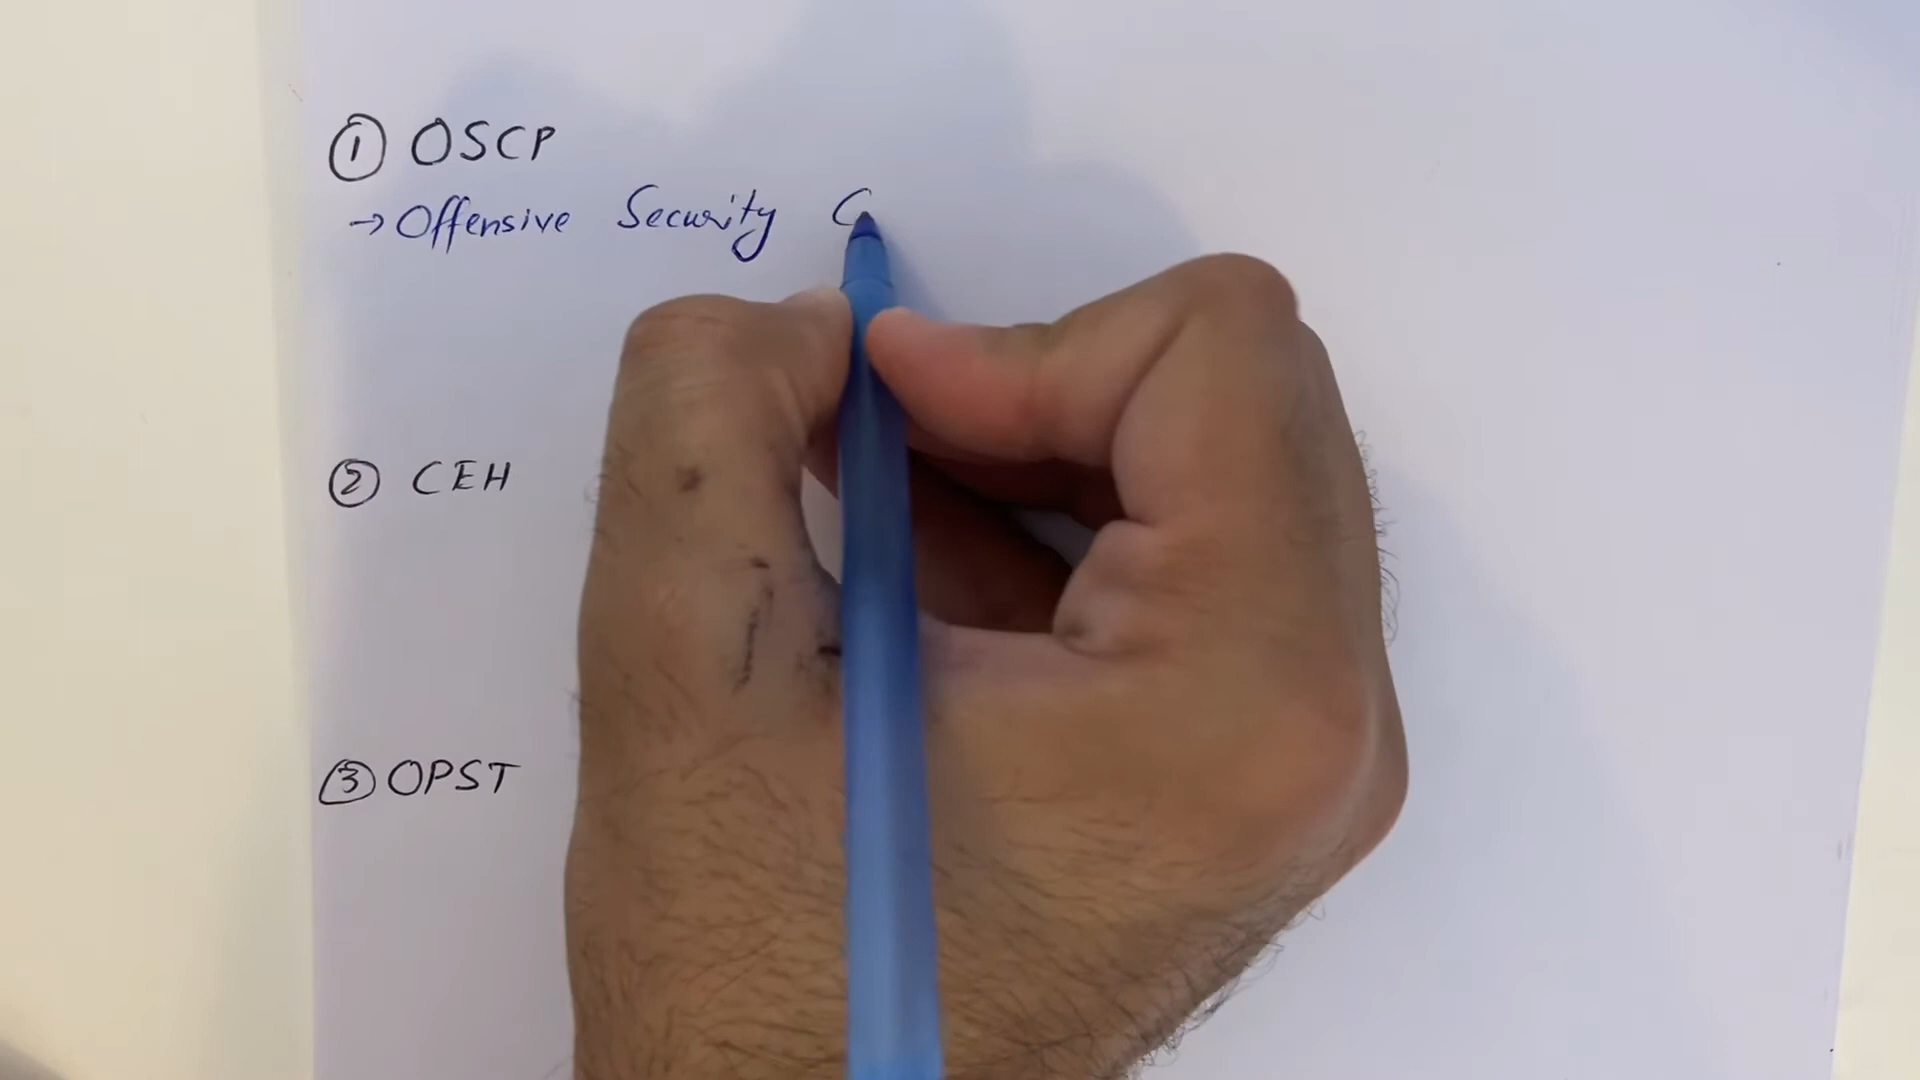 ① OSCP
→ Offensive Security C
② CEH
③ OPST